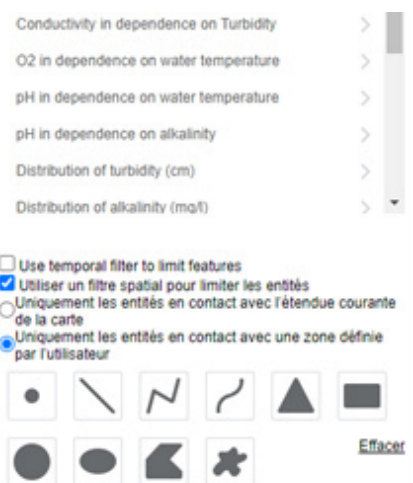 Conductivity in dependence on Turbidity
O2 in dependence on water temperature
pH in dependence on water temperature
pH in dependence on alkalinity
Distribution of turbidity (cm)
Distribution of alkalinity (mg/l)
Use temporal filter to limit features
Utiliser un filtre spatial pour limiter les entités
Uniquement les entités en contact avec l'étendue courante
de la carte
Uniquement les entités en contact avec une zone définie
par l'utilisateur
Effacer